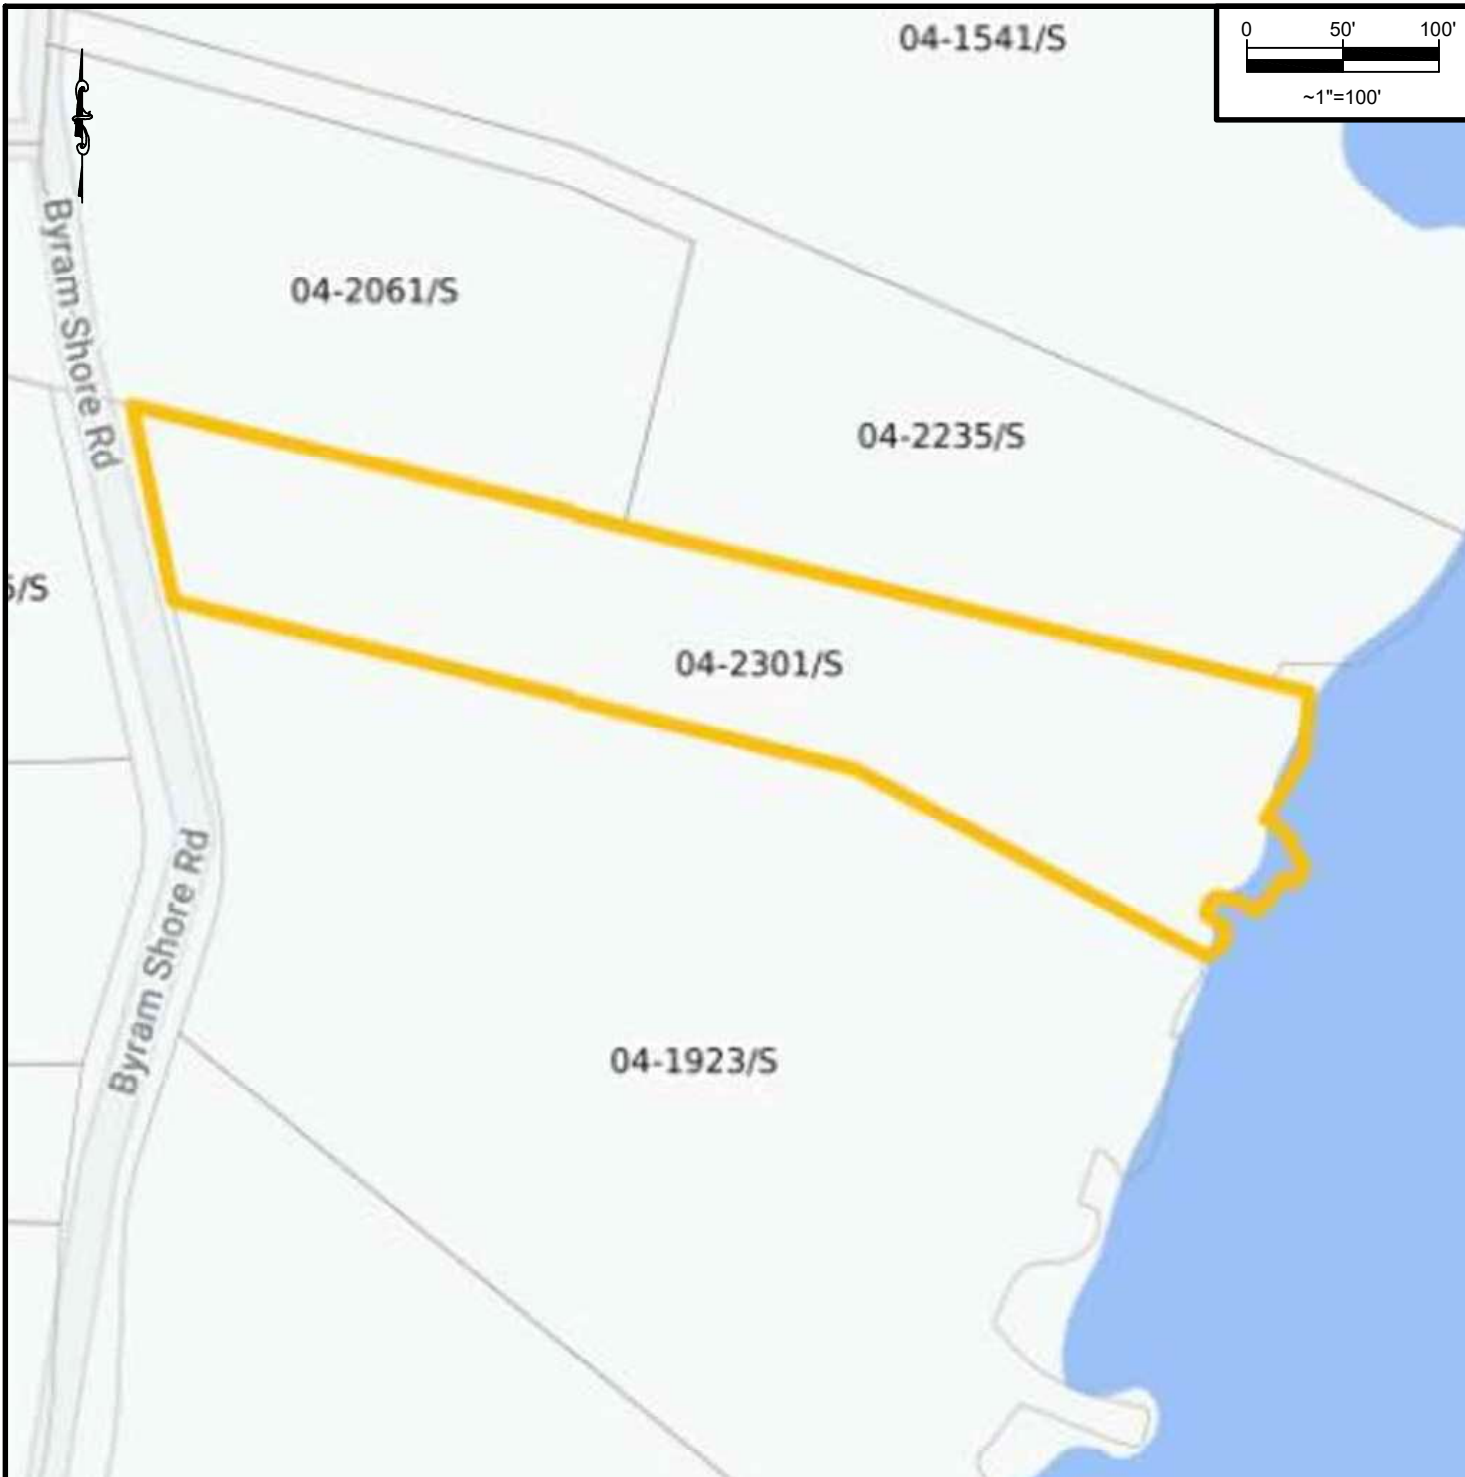 04-1541/S
0 50' 100'
~1"=100'
Byram Shore Rd
04-2061/S
04-2235/S
/S
04-2301/S
Byram Shore Rd
04-1923/S